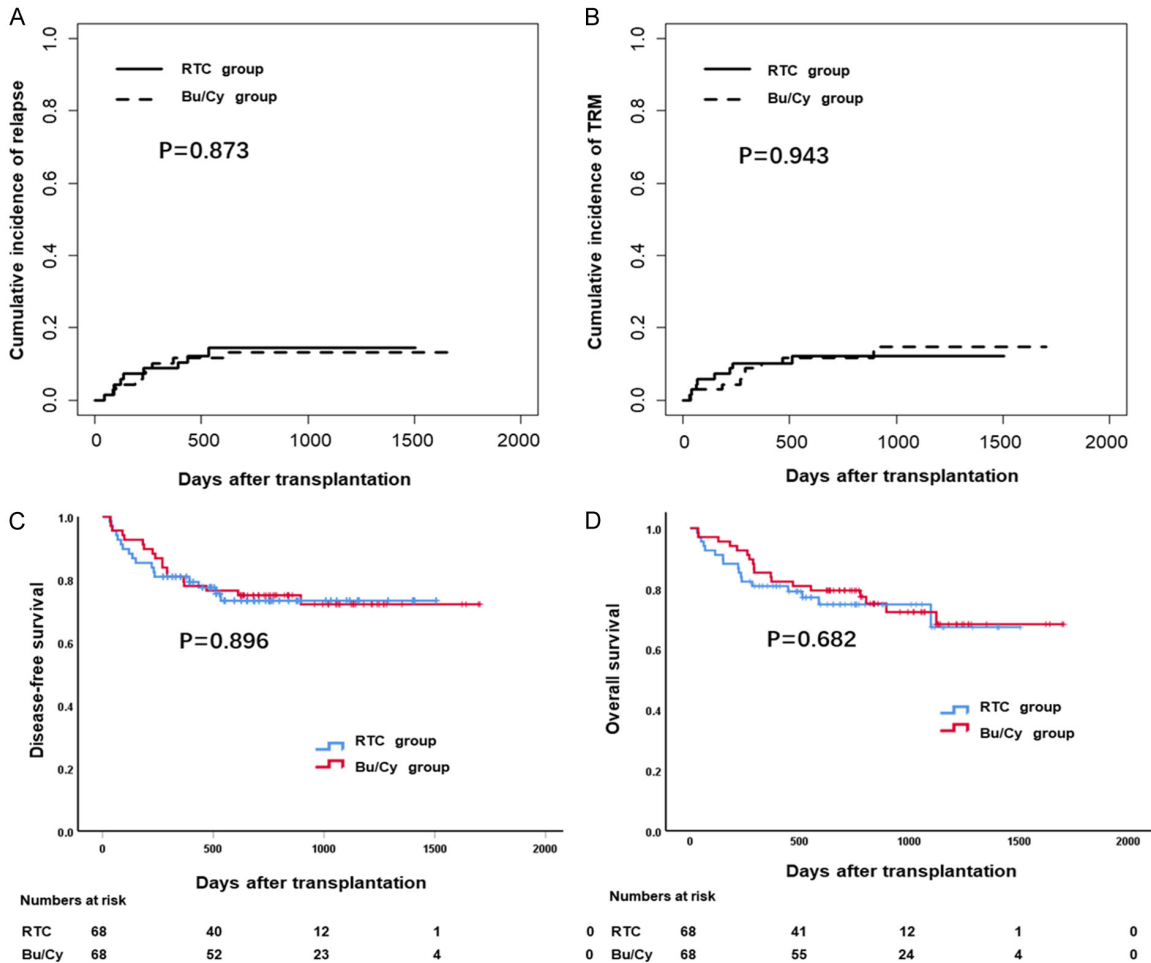 A
Cumulative incidence of relapse
1.0
0.8
0.6
0.4
0.2
0.0
RTC group
Bu/Cy group
P=0.873
0 500 1000 1500 2000
Days after transplantation
B
Cumulative incidence of TRM
1.0
0.8
0.6
0.4
0.2
0.0
RTC group
Bu/Cy group
P=0.943
0 500 1000 1500 2000
Days after transplantation
C
Disease-free survival
1.0
0.8
0.6
0.4
0.2
0.0
P=0.896
RTC group
Bu/Cy group
0 500 1000 1500 2000
Days after transplantation
Numbers at risk
RTC 68 40 12 1 0
Bu/Cy 68 52 23 4 0
D
Overall survival
1.0
0.8
0.6
0.4
0.2
0.0
P=0.682
RTC group
Bu/Cy group
0 500 1000 1500 2000
Days after transplantation
Numbers at risk
RTC 68 41 12 1 0
Bu/Cy 68 55 24 4 0